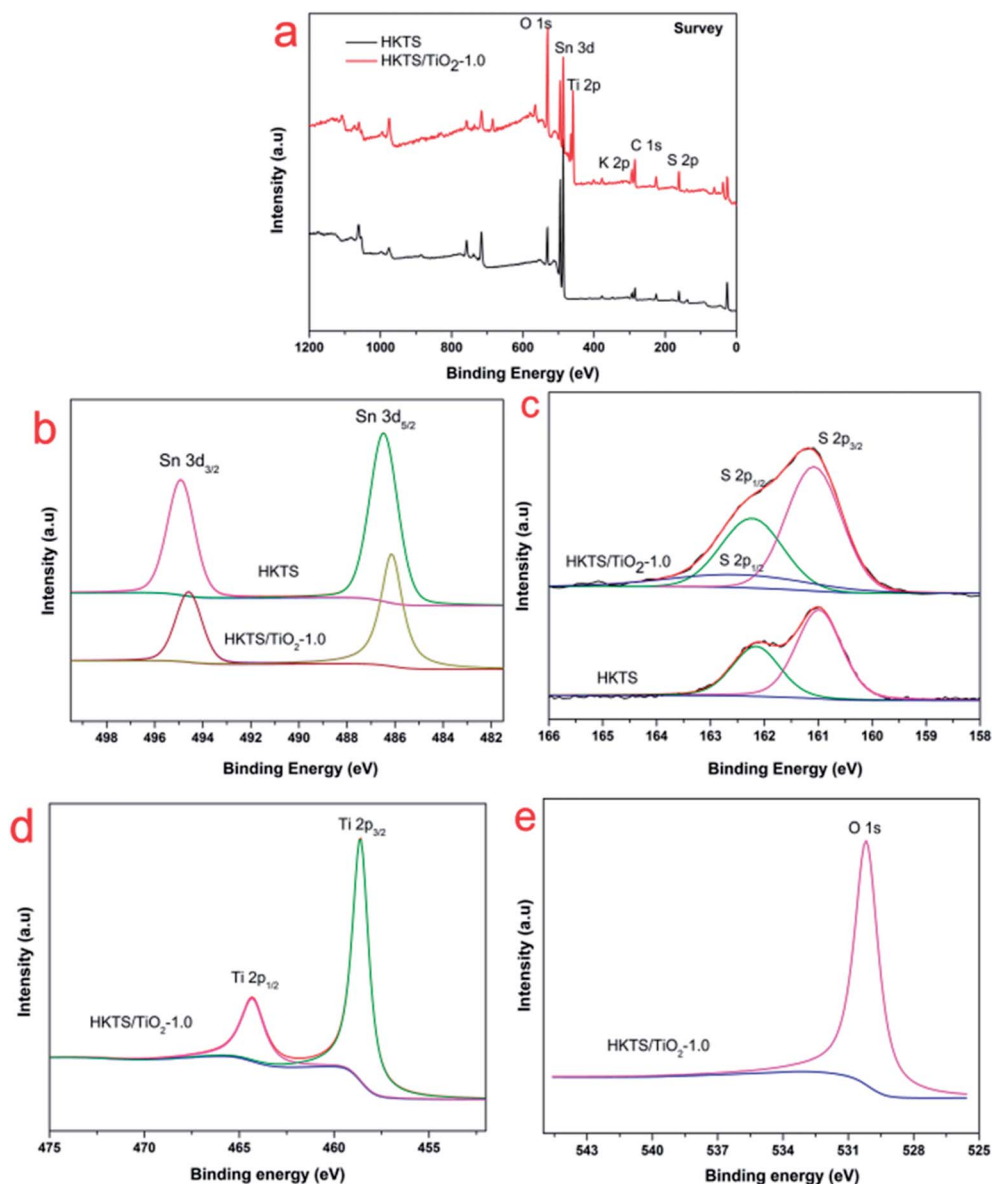 a
HKTS
HKTS/TiO2-1.0
O 1s
Survey
Sn 3d
Ti 2p
K 2p
C 1s
S 2p
Intensity (a.u)
1200 1000 800 600 400 200 0
Binding Energy (eV)
b
Sn 3d5/2
Sn 3d3/2
HKTS
HKTS/TiO2-1.0
Intensity (a.u)
498 496 494 492 490 488 486 484 482
Binding Energy (eV)
c
S 2p3/2
S 2p1/2
HKTS/TiO2-1.0
S 2p1/2
HKTS
Intensity (a.u)
166 165 164 163 162 161 160 159 158
Binding Energy (eV)
d
Ti 2p3/2
Ti 2p1/2
HKTS/TiO2-1.0
Intensity (a.u)
475 470 465 460 455
Binding energy (eV)
e
O 1s
HKTS/TiO2-1.0
Intensity (a.u)
543 540 537 534 531 528 525
Binding energy (eV)